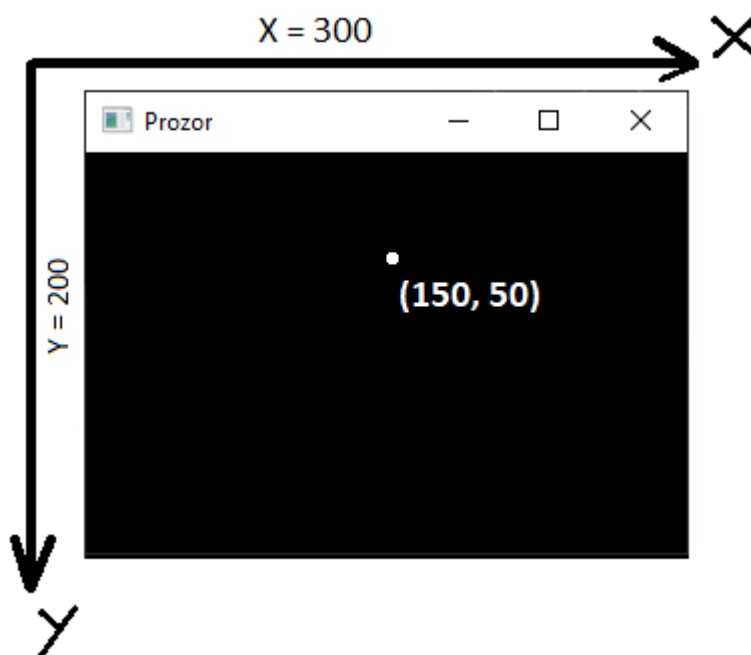 X = 300
X
Prozor
Y = 200
(150, 50)
y